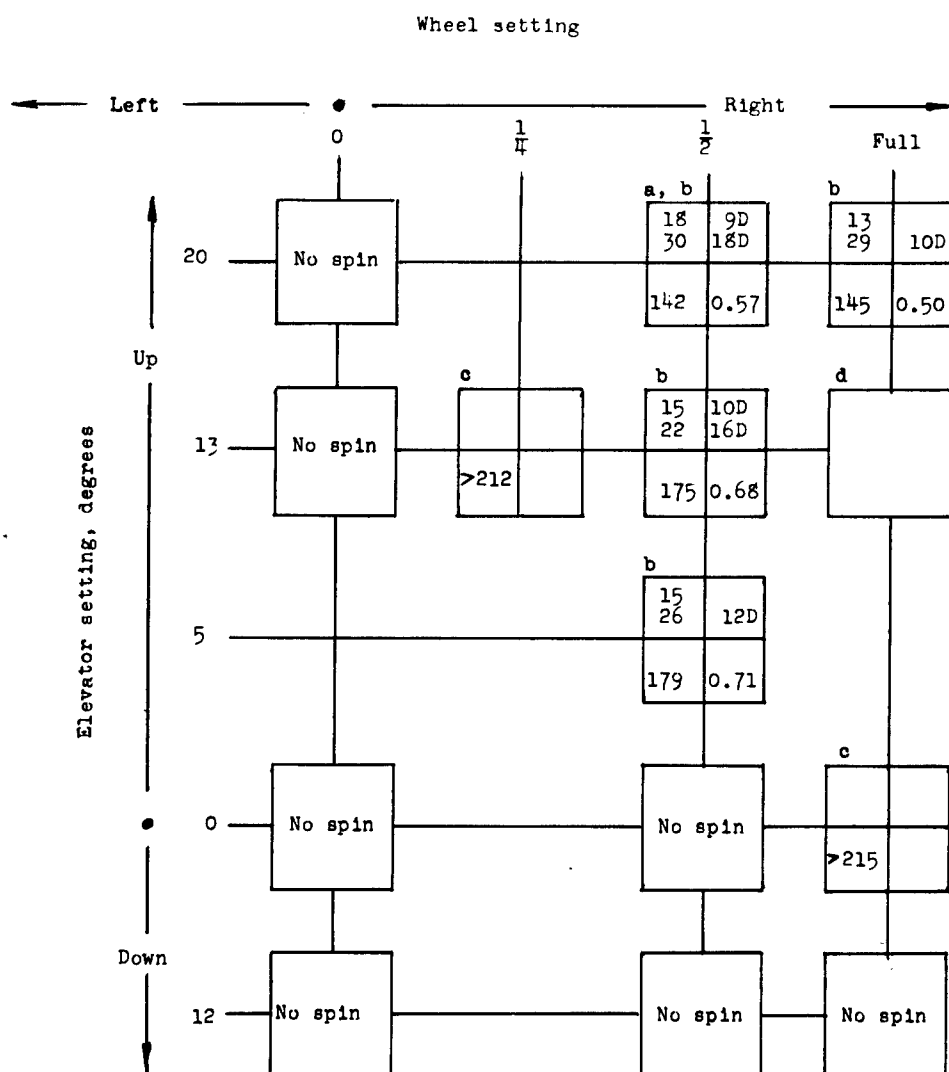 Wheel setting
Left
Right
0
1/4
1/2
Full
a, b
b
18 9D
13
20
No spin
30 18D
29 10D
142 0.57
145 0.50
Up
c
b
d
15 10D
13
No spin
22 16D
>212
175 0.68
Elevator setting, degrees
b
15
5
26 12D
179 0.71
c
0
No spin
No spin
>215
Down
12
No spin
No spin
No spin